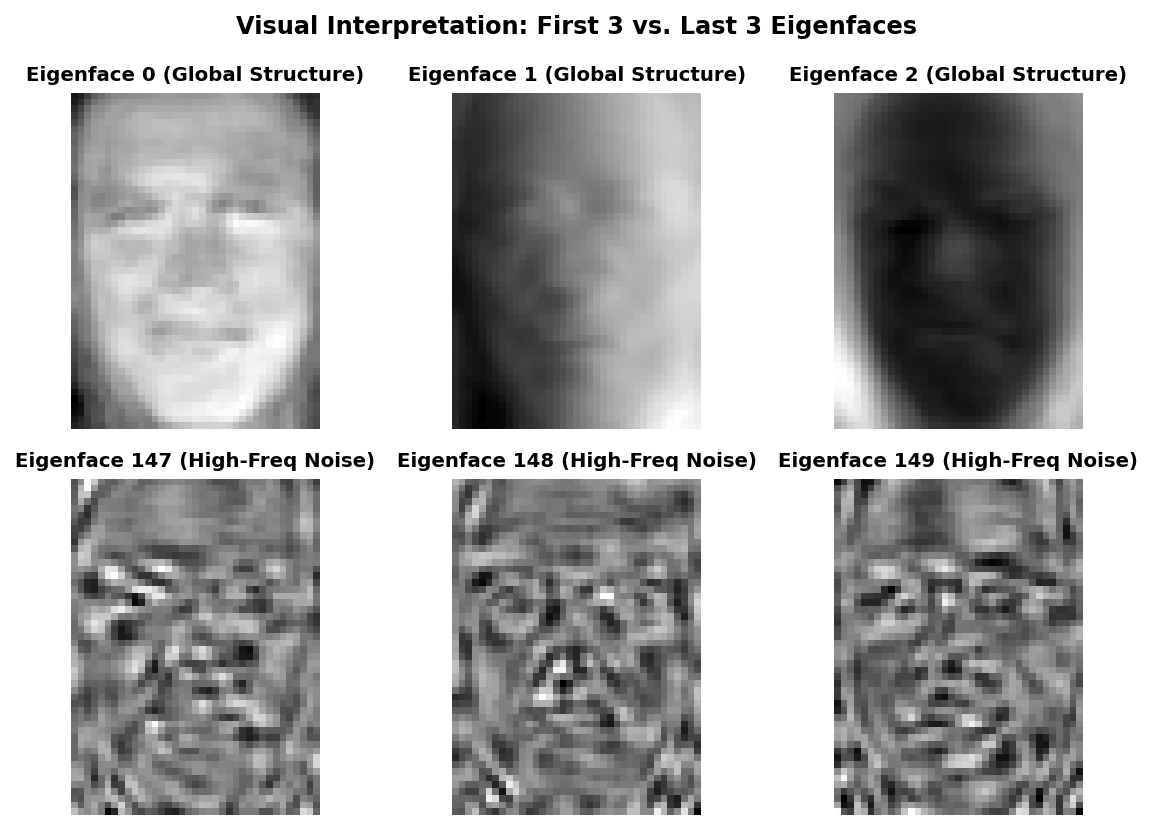 Visual Interpretation: First 3 vs. Last 3 Eigenfaces
Eigenface 0 (Global Structure)
Eigenface 1 (Global Structure)
Eigenface 2 (Global Structure)
Eigenface 147 (High-Freq Noise)
Eigenface 148 (High-Freq Noise)
Eigenface 149 (High-Freq Noise)